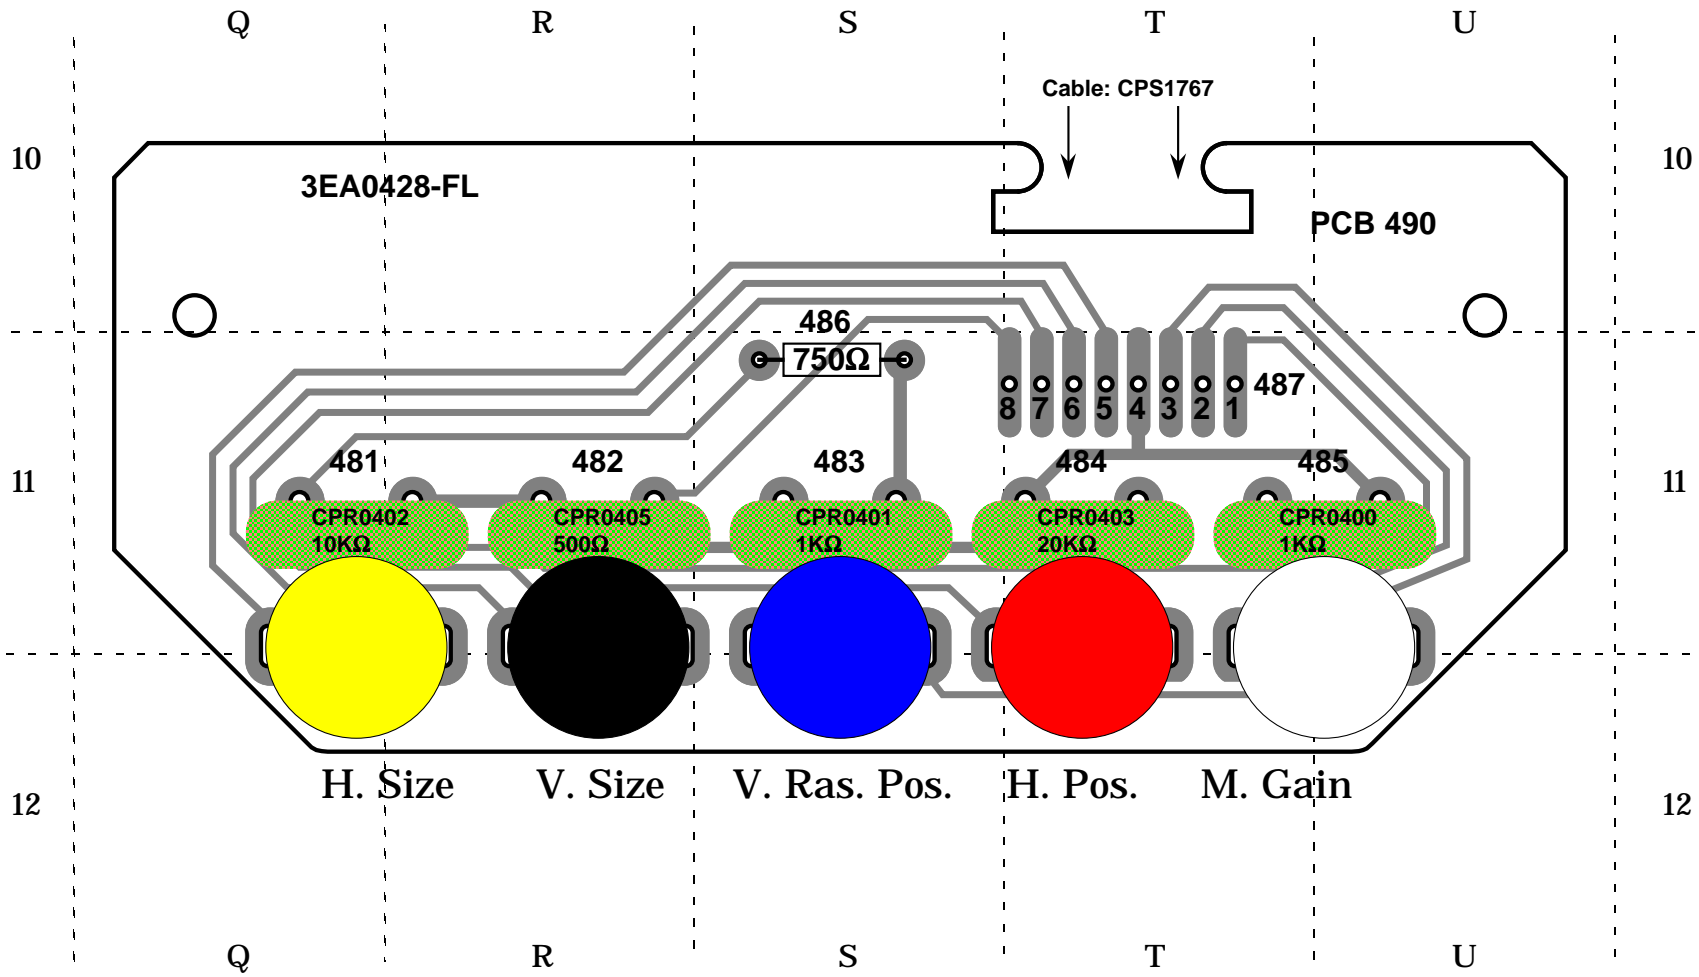 Q R S T U
Cable: CPS1767
10 10
3EA0428-FL
PCB 490
486
750Ω
487
8 7 6 5 4 3 2 1
481 482 483 484 485
11 11
CPR0402 CPR0405 CPR0401 CPR0403 CPR0400
10KΩ 500Ω 1KΩ 20KΩ 1KΩ
H. Size V. Size V. Ras. Pos. H. Pos. M. Gain
12 12
Q R S T U